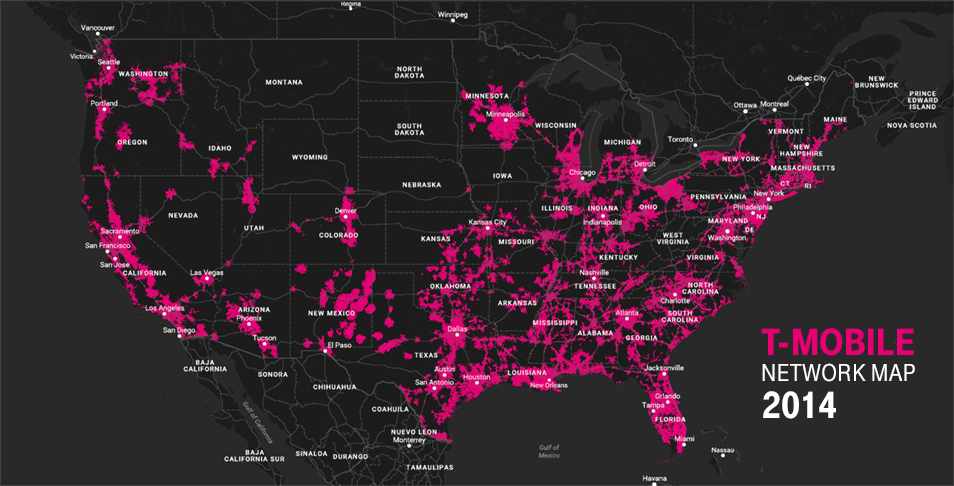 Regina
Winnipeg
Vancouver
Victoria
Seattle
WASHINGTON
MONTANA
NORTH
DAKOTA
MINNESOTA
Minneapolis
Québec City
NEW
BRUNSWICK
PRINCE
EDWARD
ISLAND
NOVA SCOTIA
Ottawa
Montreal
MAINE
Portland
OREGON
IDAHO
SOUTH
DAKOTA
WISCONSIN
MICHIGAN
Toronto
VERMONT
NEW
HAMPSHIRE
WYOMING
Detroit
NEW YORK
MASSACHUSETTS
IOWA
Chicago
CT
RI
NEBRASKA
NEVADA
UTAH
Denver
COLORADO
ILLINOIS
INDIANA
Indianapolis
OHIO
PENNSYLVANIA
New York
Philadelphia
MARYLAND
NJ
DE
Washington
Sacramento
San Francisco
San Jose
CALIFORNIA
KANSAS
Kansas City
MISSOURI
WEST
VIRGINIA
VIRGINIA
KENTUCKY
Las Vegas
Nashville
TENNESSEE
NORTH
CAROLINA
Charlotte
OKLAHOMA
ARKANSAS
Los Angeles
ARIZONA
Phoenix
NEW MEXICO
San Diego
Tucson
El Paso
Dallas
MISSISSIPPI
ALABAMA
Atlanta
SOUTH
CAROLINA
GEORGIA
T-MOBILE
NETWORK MAP
2014
TEXAS
BAJA
CALIFORNIA
SONORA
CHIHUAHUA
Austin
San Antonio
Houston
LOUISIANA
New Orleans
Jacksonville
COAHUILA
Orlando
Tampa
FLORIDA
Gulf of California
NUEVO LEON
Monterrey
Miami
Gulf of
Mexico
Nassau
BAJA
CALIFORNIA SUR
SINALOA
DURANGO
TAMAULIPAS
Havana